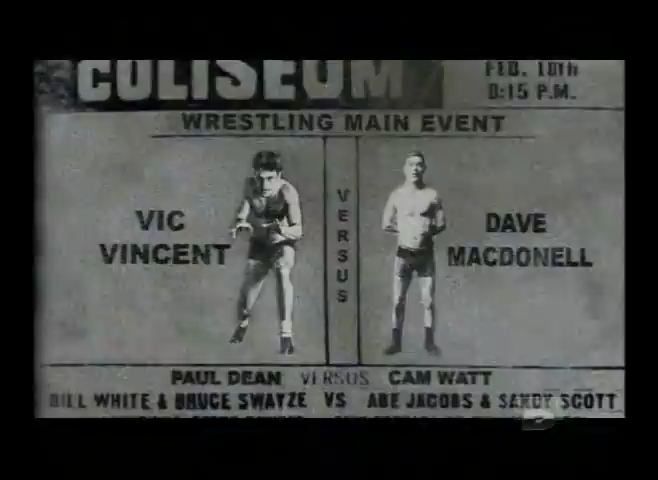 COLISEUM
FEB. 18th
8:15 P.M.
WRESTLING MAIN EVENT
VIC
VINCENT
VERSUS
DAVE
MACDONELL
PAUL DEAN VERSUS CAM WATT
BILL WHITE & BRUCE SWAYZE VS ABE JACOBS & SANDY SCOTT